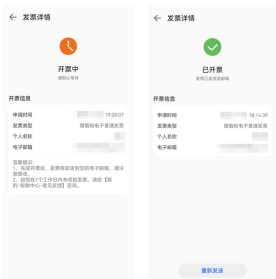 发票详情
开票中
请耐心等待
开票信息
申请时间 19:28:07
发票类型 增值税电子普通发票
个人名称
电子邮箱
温馨提示:
1、完成开票后，发票将发送到您的电子邮箱，请注意查收。
2、如您在1个工作日内未收到发票，请在【我的-帮助中心-意见反馈】咨询。
发票详情
已开票
发票已发送至邮箱
开票信息
申请时间 18:14:39
发票类型 增值税电子普通发票
个人名称
电子邮箱
重新发送